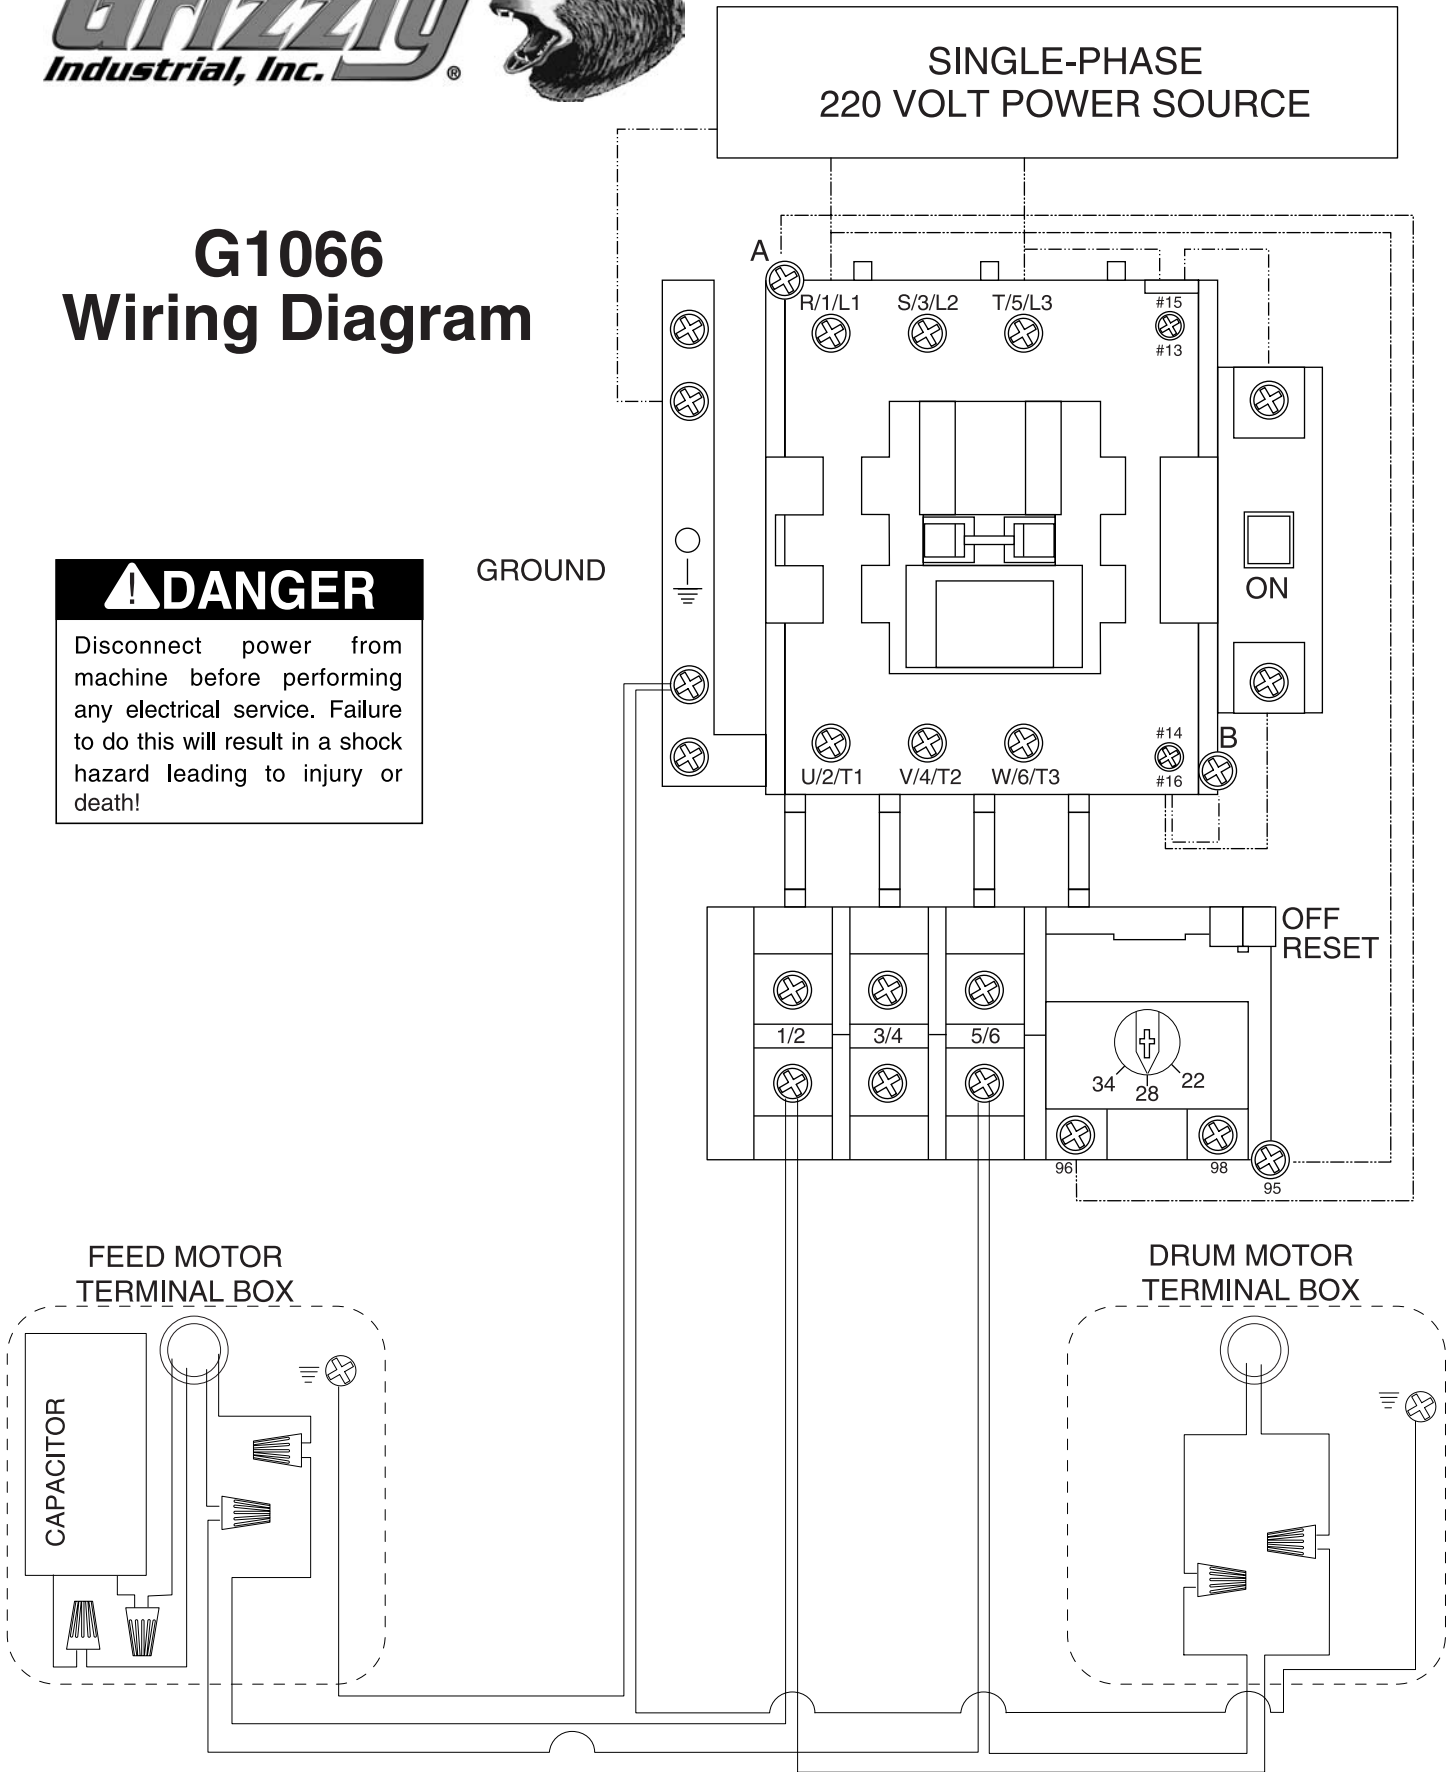 Grizzly
Industrial, Inc. ®
SINGLE-PHASE
220 VOLT POWER SOURCE
G1066
Wiring Diagram
A
R/1/L1 S/3/L2 T/5/L3
#15
#13
⚠DANGER
Disconnect power from
machine before performing
any electrical service. Failure
to do this will result in a shock
hazard leading to injury or
death!
GROUND
ON
#14
#16
B
U/2/T1 V/4/T2 W/6/T3
OFF
RESET
1/2 3/4 5/6
34
28
22
96
98
95
FEED MOTOR
TERMINAL BOX
CAPACITOR
DRUM MOTOR
TERMINAL BOX